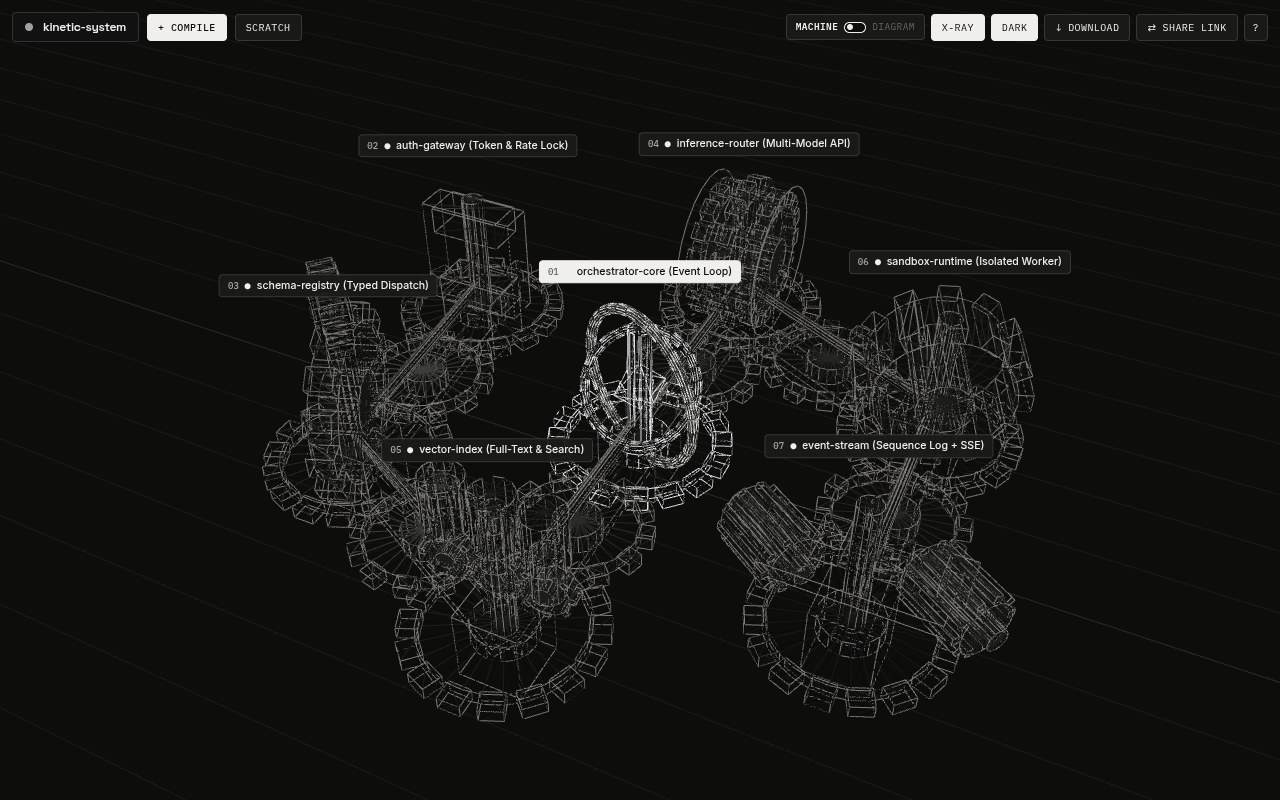 kinetic-system
+ COMPILE
SCRATCH
MACHINE
DIAGRAM
X-RAY
DARK
↓ DOWNLOAD
⇄ SHARE LINK
?
02 ● auth-gateway (Token & Rate Lock)
04 ● inference-router (Multi-Model API)
06 ● sandbox-runtime (Isolated Worker)
01 orchestrator-core (Event Loop)
03 ● schema-registry (Typed Dispatch)
05 ● vector-index (Full-Text & Search)
07 ● event-stream (Sequence Log + SSE)